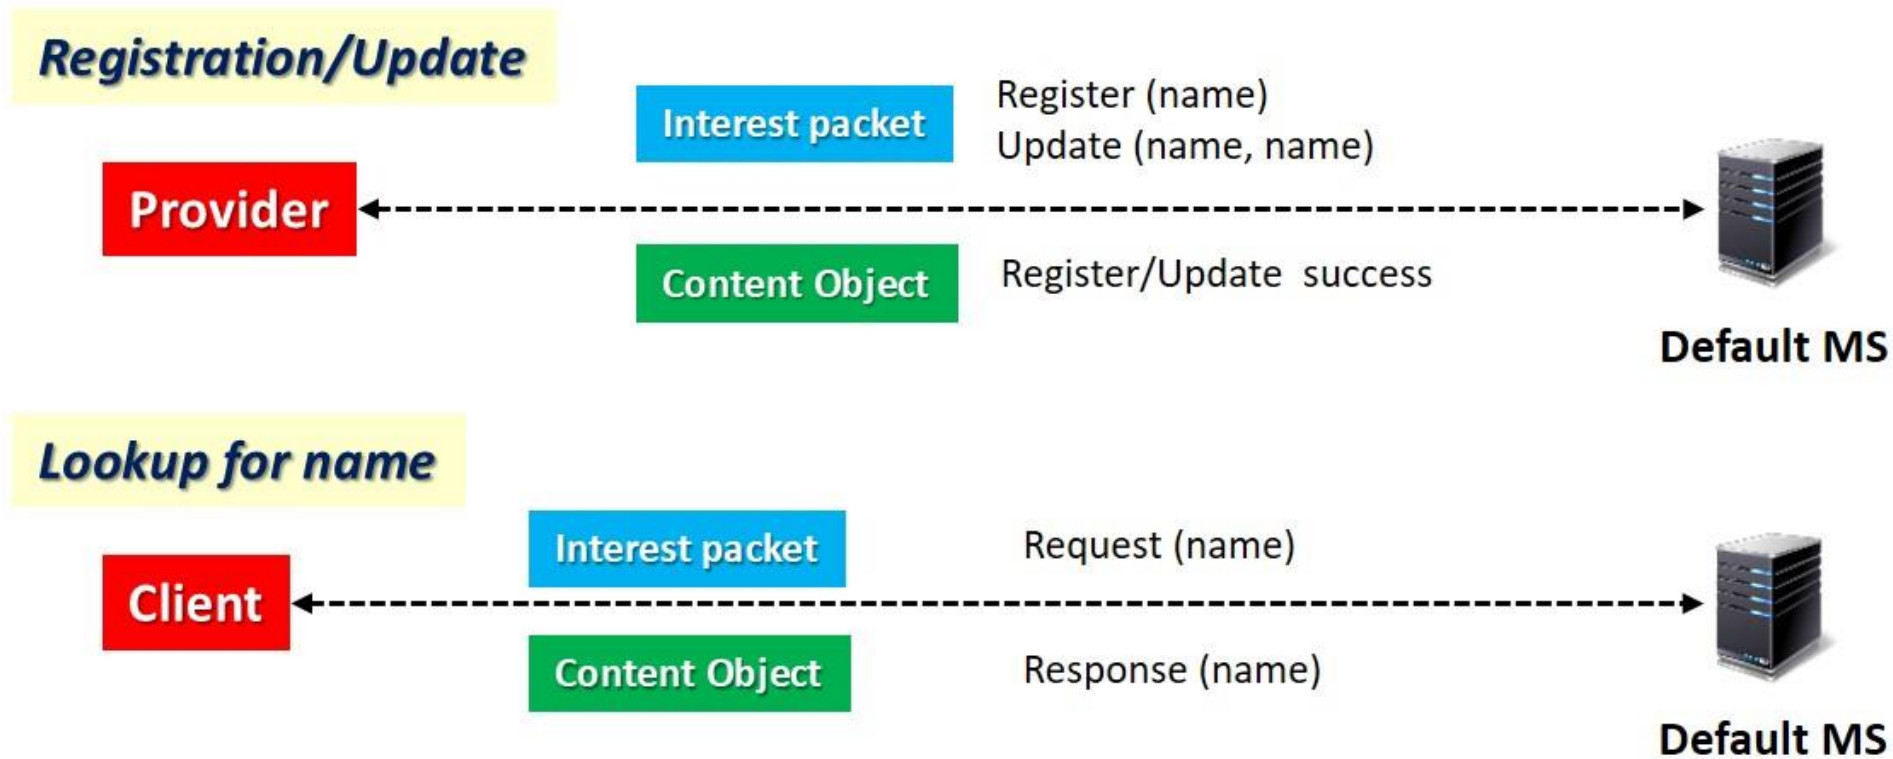 Registration/Update
Interest packet
Register (name)
Update (name, name)
Provider
Content Object
Register/Update success
Default MS
Lookup for name
Interest packet
Request (name)
Client
Content Object
Response (name)
Default MS